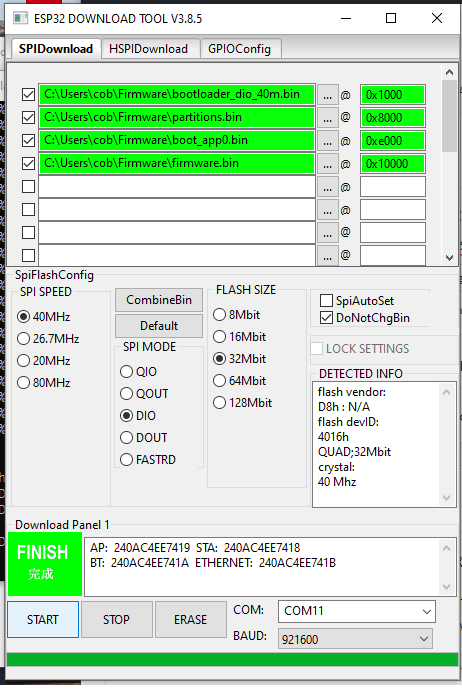 ESP32 DOWNLOAD TOOL V3.8.5
SPIDownload HSPIDownload GPIOConfig
C:\Users\cob\Firmware\bootloader_dio_40m.bin ... @ 0x1000
C:\Users\cob\Firmware\partitions.bin ... @ 0x8000
C:\Users\cob\Firmware\boot_app0.bin ... @ 0xe000
C:\Users\cob\Firmware\firmware.bin ... @ 0x10000
... @
... @
... @
... @
SpiFlashConfig
SPI SPEED
40MHz
26.7MHz
20MHz
80MHz
CombineBin
Default
SPI MODE
QIO
QOUT
DIO
DOUT
FASTRD
FLASH SIZE
8Mbit
16Mbit
32Mbit
64Mbit
128Mbit
SpiAutoSet
DoNotChgBin
LOCK SETTINGS
DETECTED INFO
flash vendor:
D8h : N/A
flash devID:
4016h
QUAD;32Mbit
crystal:
40 Mhz
Download Panel 1
FINISH
完成
AP: 240AC4EE7419 STA: 240AC4EE7418
BT: 240AC4EE741A ETHERNET: 240AC4EE741B
START STOP ERASE
COM: COM11
BAUD: 921600